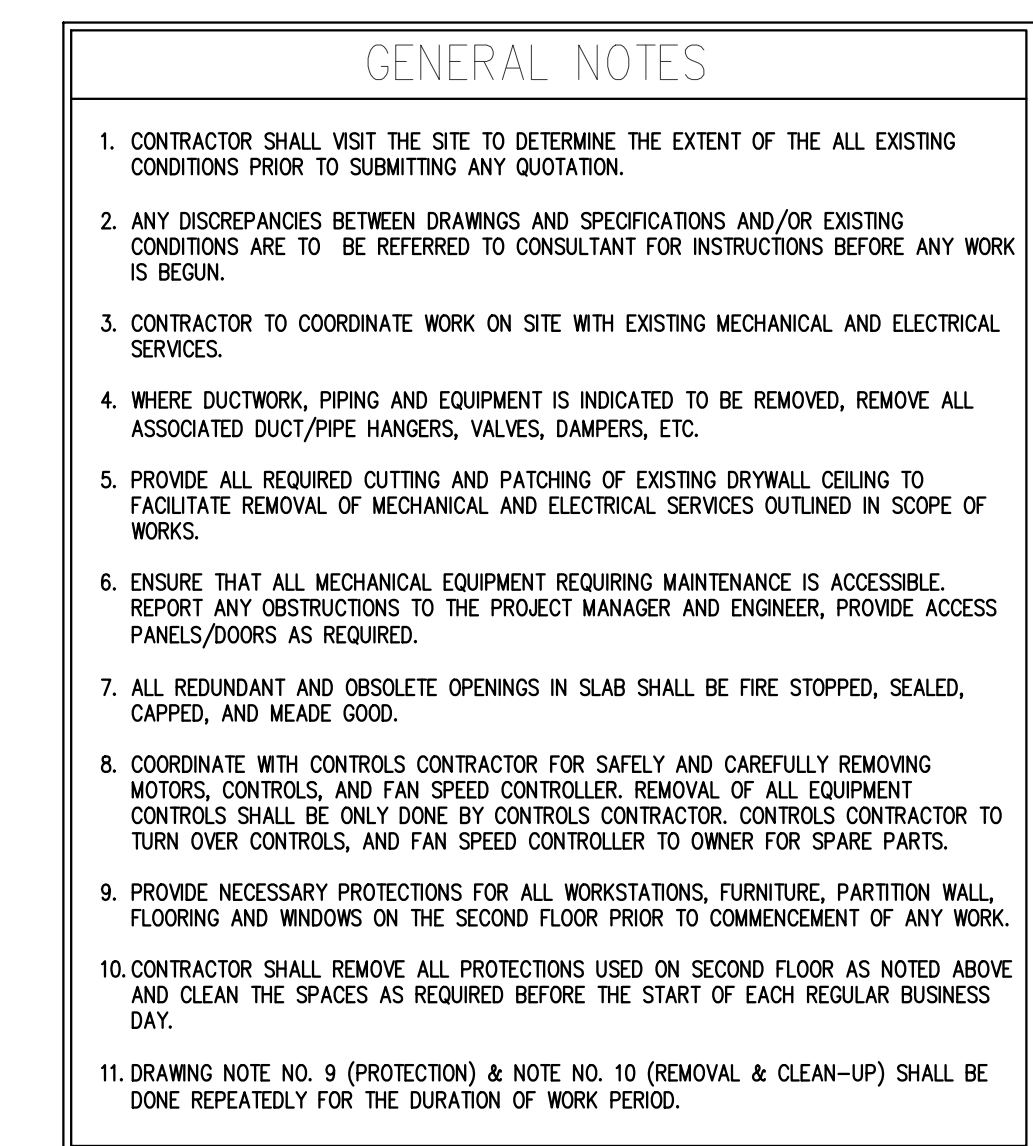 GENERAL NOTES
1. CONTRACTOR SHALL VISIT THE SITE TO DETERMINE THE EXTENT OF THE ALL EXISTING
CONDITIONS PRIOR TO SUBMITTING ANY QUOTATION.
2. ANY DISCREPANCIES BETWEEN DRAWINGS AND SPECIFICATIONS AND/OR EXISTING
CONDITIONS ARE TO BE REFERRED TO CONSULTANT FOR INSTRUCTIONS BEFORE ANY WORK
IS BEGUN.
3. CONTRACTOR TO COORDINATE WORK ON SITE WITH EXISTING MECHANICAL AND ELECTRICAL
SERVICES.
4. WHERE DUCTWORK, PIPING AND EQUIPMENT IS INDICATED TO BE REMOVED, REMOVE ALL
ASSOCIATED DUCT/PIPE HANGERS, VALVES, DAMPERS, ETC.
5. PROVIDE ALL REQUIRED CUTTING AND PATCHING OF EXISTING DRYWALL CEILING TO
FACILITATE REMOVAL OF MECHANICAL AND ELECTRICAL SERVICES OUTLINED IN SCOPE OF
WORKS.
6. ENSURE THAT ALL MECHANICAL EQUIPMENT REQUIRING MAINTENANCE IS ACCESSIBLE.
REPORT ANY OBSTRUCTIONS TO THE PROJECT MANAGER AND ENGINEER, PROVIDE ACCESS
PANELS/DOORS AS REQUIRED.
7. ALL REDUNDANT AND OBSOLETE OPENINGS IN SLAB SHALL BE FIRE STOPPED, SEALED,
CAPPED, AND MEADE GOOD.
8. COORDINATE WITH CONTROLS CONTRACTOR FOR SAFELY AND CAREFULLY REMOVING
MOTORS, CONTROLS, AND FAN SPEED CONTROLLER. REMOVAL OF ALL EQUIPMENT
CONTROLS SHALL BE ONLY DONE BY CONTROLS CONTRACTOR. CONTROLS CONTRACTOR TO
TURN OVER CONTROLS, AND FAN SPEED CONTROLLER TO OWNER FOR SPARE PARTS.
9. PROVIDE NECESSARY PROTECTIONS FOR ALL WORKSTATIONS, FURNITURE, PARTITION WALL,
FLOORING AND WINDOWS ON THE SECOND FLOOR PRIOR TO COMMENCEMENT OF ANY WORK.
10. CONTRACTOR SHALL REMOVE ALL PROTECTIONS USED ON SECOND FLOOR AS NOTED ABOVE
AND CLEAN THE SPACES AS REQUIRED BEFORE THE START OF EACH REGULAR BUSINESS
DAY.
11. DRAWING NOTE NO. 9 (PROTECTION) & NOTE NO. 10 (REMOVAL & CLEAN-UP) SHALL BE
DONE REPEATEDLY FOR THE DURATION OF WORK PERIOD.